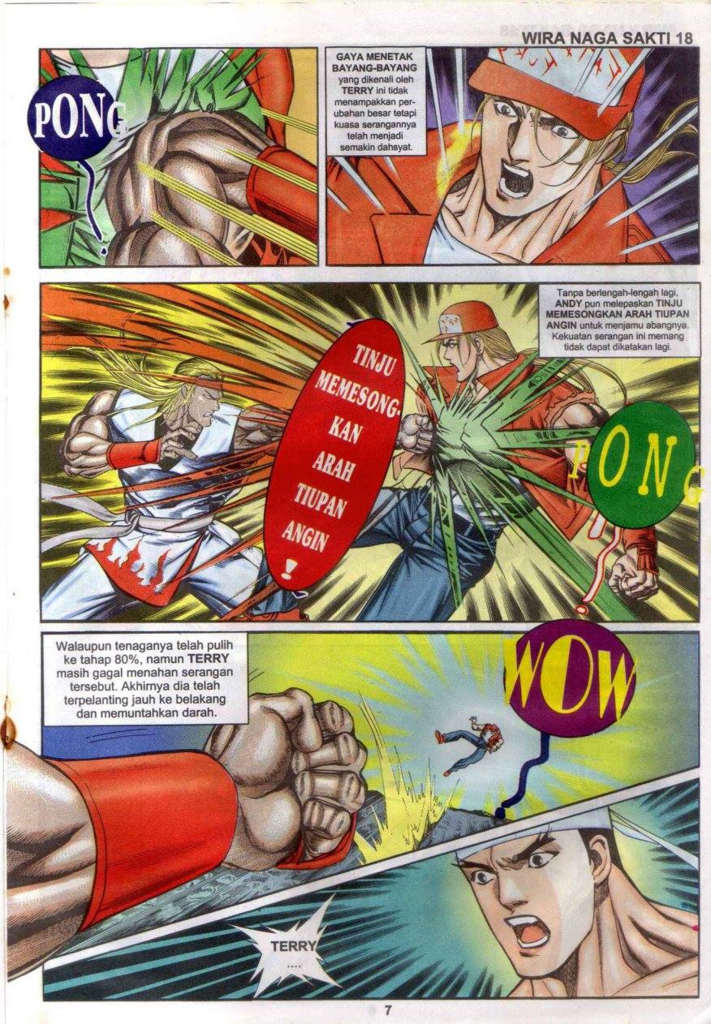 WIRA NAGA SAKTI 18
PONG
GAYA MENETAK
BAYANG-BAYANG
yang dikenali oleh
TERRY ini tidak
menampakkan per-
ubahan besar tetapi
kuasa serangannya
telah menjadi
semakin dahsyat.
Tanpa berlengah-lengah lagi,
ANDY pun melepaskan TINJU
MEMESONGKAN ARAH TIUPAN
ANGIN untuk menjamu abangnya.
Kekuatan serangan ini memang
tidak dapat dikatakan lagi.
TINJU
MEMESONG-
KAN
ARAH
TIUPAN
ANGIN
!
PONG
Walaupun tenaganya telah pulih
ke tahap 80%, namun TERRY
masih gagal menahan serangan
tersebut. Akhirnya dia telah
terpelanting jauh ke belakang
dan memuntahkan darah.
WOW
TERRY
....
7